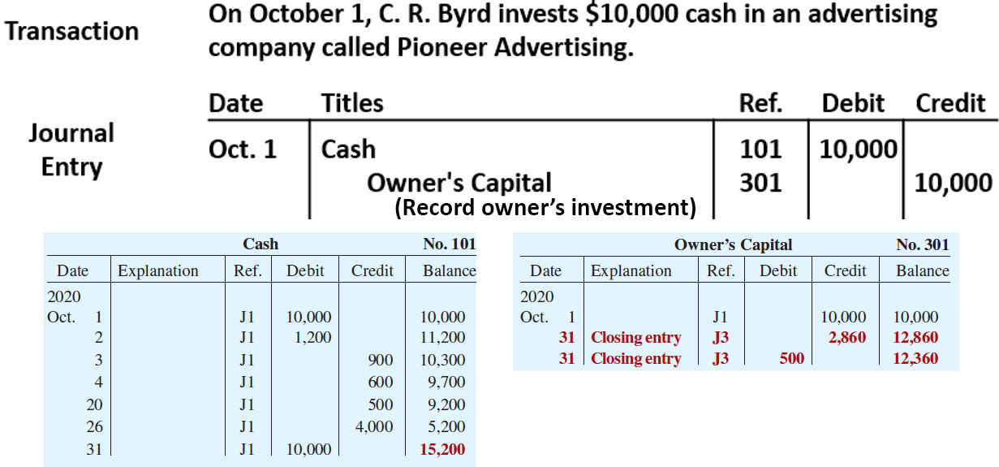 Transaction
On October 1, C. R. Byrd invests $10,000 cash in an advertising
company called Pioneer Advertising.
Journal
Entry
Date Titles Ref. Debit Credit
Oct. 1 Cash 101 10,000
Owner's Capital 301 10,000
(Record owner’s investment)
Cash No. 101
Date Explanation Ref. Debit Credit Balance
2020
Oct. 1 J1 10,000 10,000
2 J1 1,200 11,200
3 J1 900 10,300
4 J1 600 9,700
20 J1 500 9,200
26 J1 4,000 5,200
31 J1 10,000 15,200
Owner’s Capital No. 301
Date Explanation Ref. Debit Credit Balance
2020
Oct. 1 J1 10,000 10,000
31 Closing entry J3 2,860 12,860
31 Closing entry J3 500 12,360